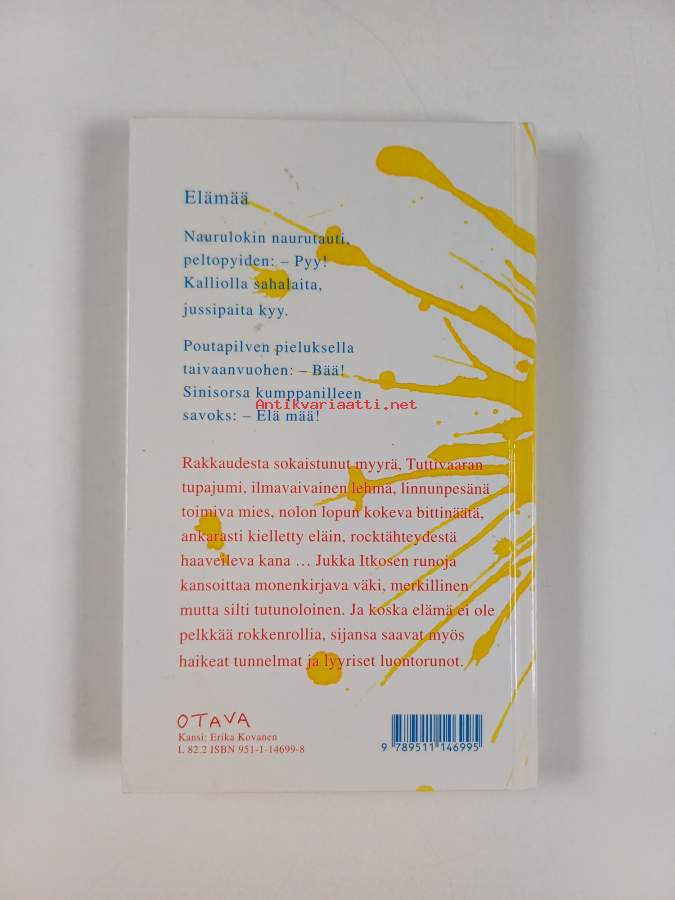 Elämää
Naurulokin naurutauti,
peltopyiden: – Pyy!
Kalliolla sahalaita,
jussipaita kyy.
Poutapilven pieluksella
taivaanvuohen: – Bää!
Sinisorsa kumppanilleen
Antikvariaatti.net
savoks: – Elä mää!
Rakkaudesta sokaistunut myyrä, Tuttivaaran
tupajumi, ilmavaivainen lehmä, linnunpesänä
toimiva mies, nolon lopun kokeva bittinäätä,
ankarasti kielletty eläin, rocktähteydestä
haaveileva kana … Jukka Itkosen runoja
kansoittaa monenkirjava väki, merkillinen
mutta silti tutunoloinen. Ja koska elämä ei ole
pelkkää rokkenrollia, sijansa saavat myös
haikeat tunnelmat ja lyyriset luontorunot.
OTAVA
Kansi: Erika Kovanen
L 82.2 ISBN 951-1-14699-8
9 789511 146995